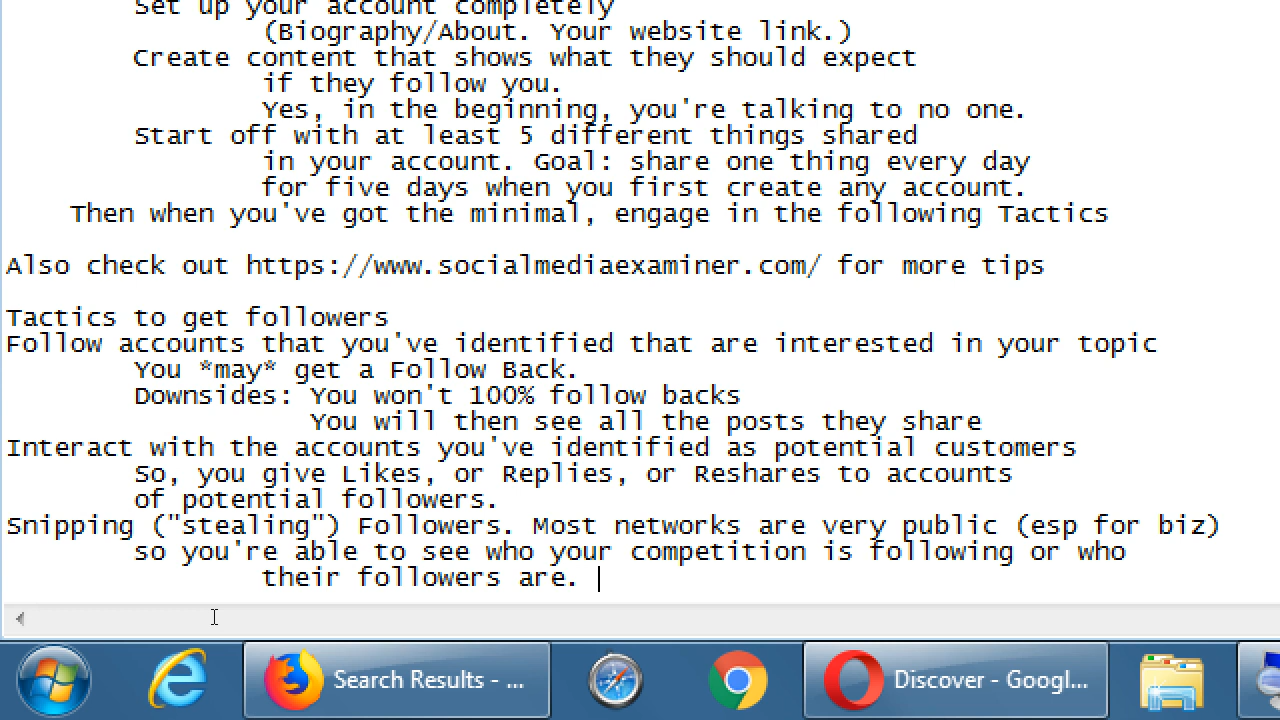 Set up your account completely
(Biography/About. Your website link.)
Create content that shows what they should expect
if they follow you.
Yes, in the beginning, you're talking to no one.
Start off with at least 5 different things shared
in your account. Goal: share one thing every day
for five days when you first create any account.
Then when you've got the minimal, engage in the following Tactics
Also check out https://www.socialmediaexaminer.com/ for more tips
Tactics to get followers
Follow accounts that you've identified that are interested in your topic
You *may* get a Follow Back.
Downsides: You won't 100% follow backs
You will then see all the posts they share
Interact with the accounts you've identified as potential customers
So, you give Likes, or Replies, or Reshares to accounts
of potential followers.
Snipping ("stealing") Followers. Most networks are very public (esp for biz)
so you're able to see who your competition is following or who
their followers are.
Search Results - ...
Discover - Googl...